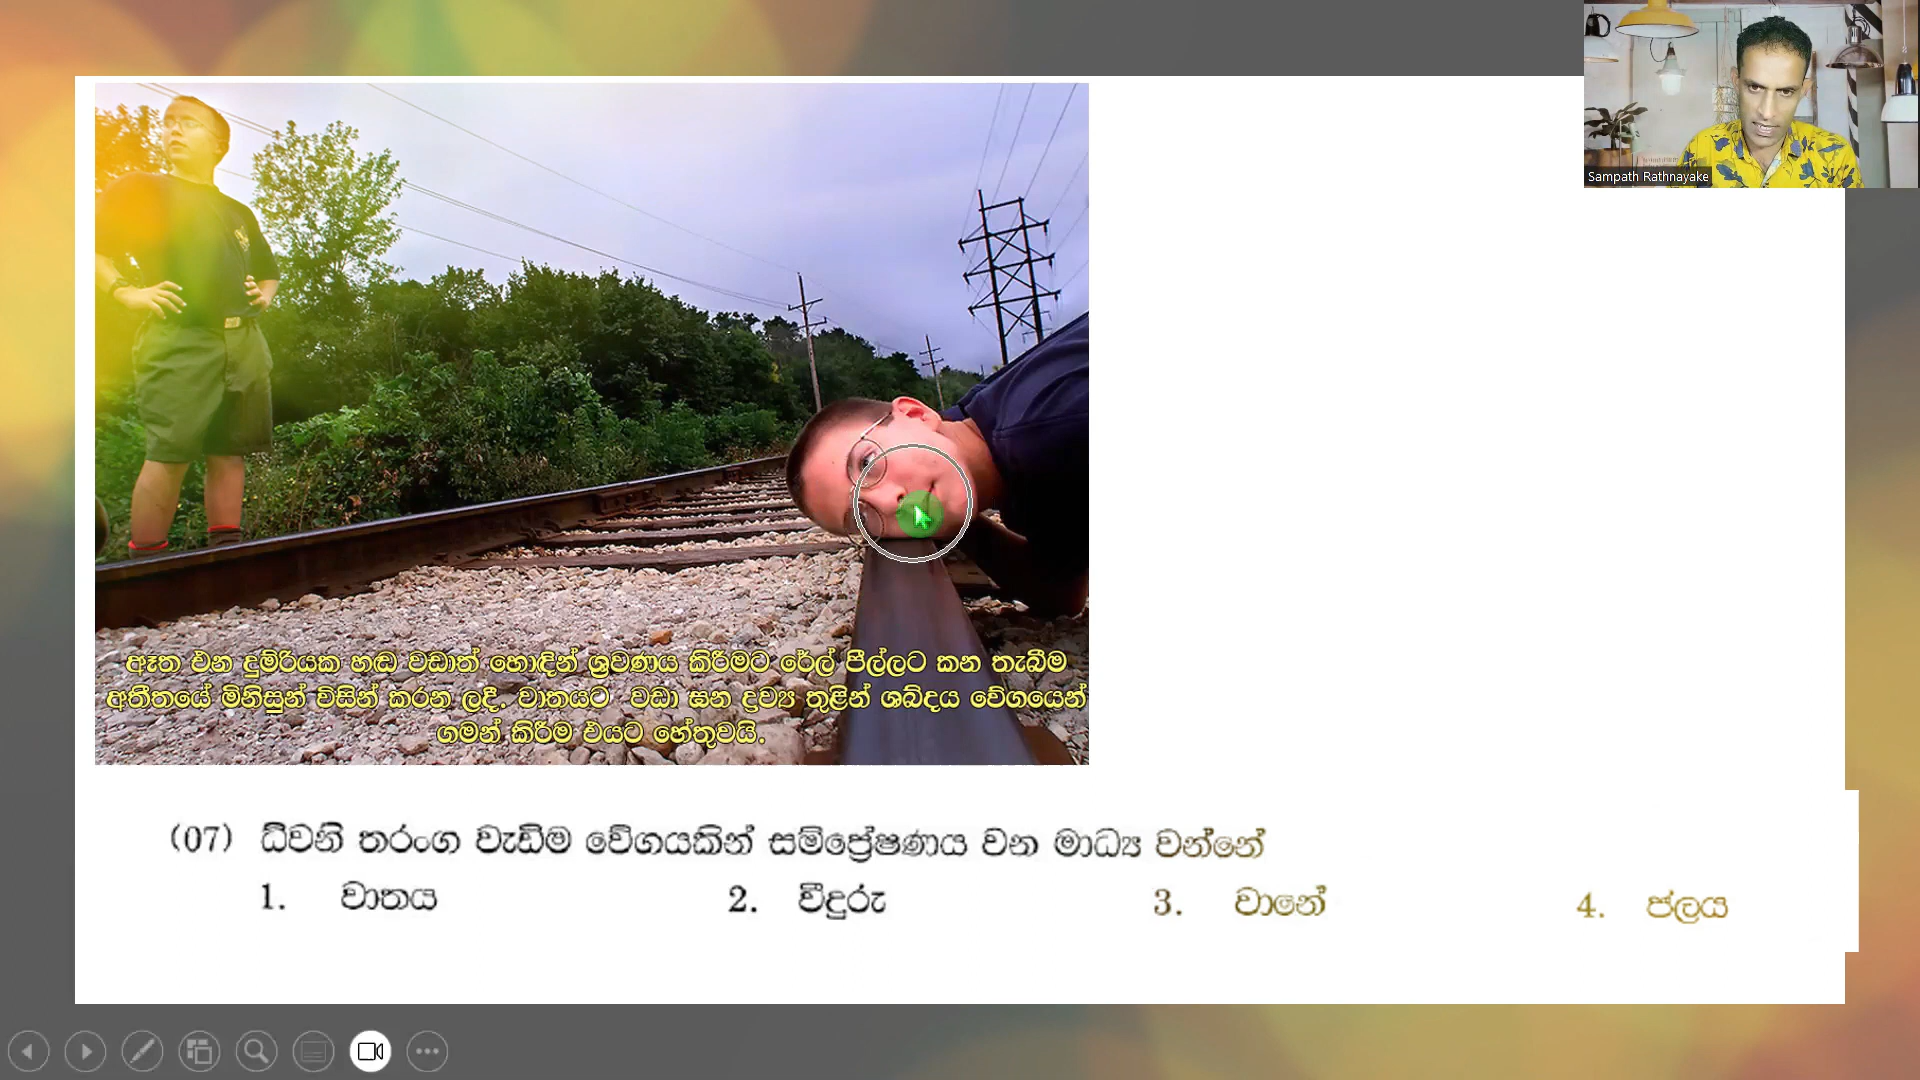 Sampath Rathnayake
ඈත එන දුම්රියක හඬ වඩාත් හොඳින් ශ්‍රවණය කිරීමට රේල් පීල්ලට කන තැබීම
අතීතයේ මිනිසුන් විසින් කරන ලදී. වාතයට වඩා ඝන ද්‍රව්‍ය තුළින් ශබ්දය වේගයෙන්
ගමන් කිරීම එයට හේතුවයි.
(07) ධ්වනි තරංග වැඩිම වේගයකින් සම්ප්‍රේෂණය වන මාධ්‍ය වන්නේ
1. වාතය 2. වීදුරු 3. වානේ 4. ජලය